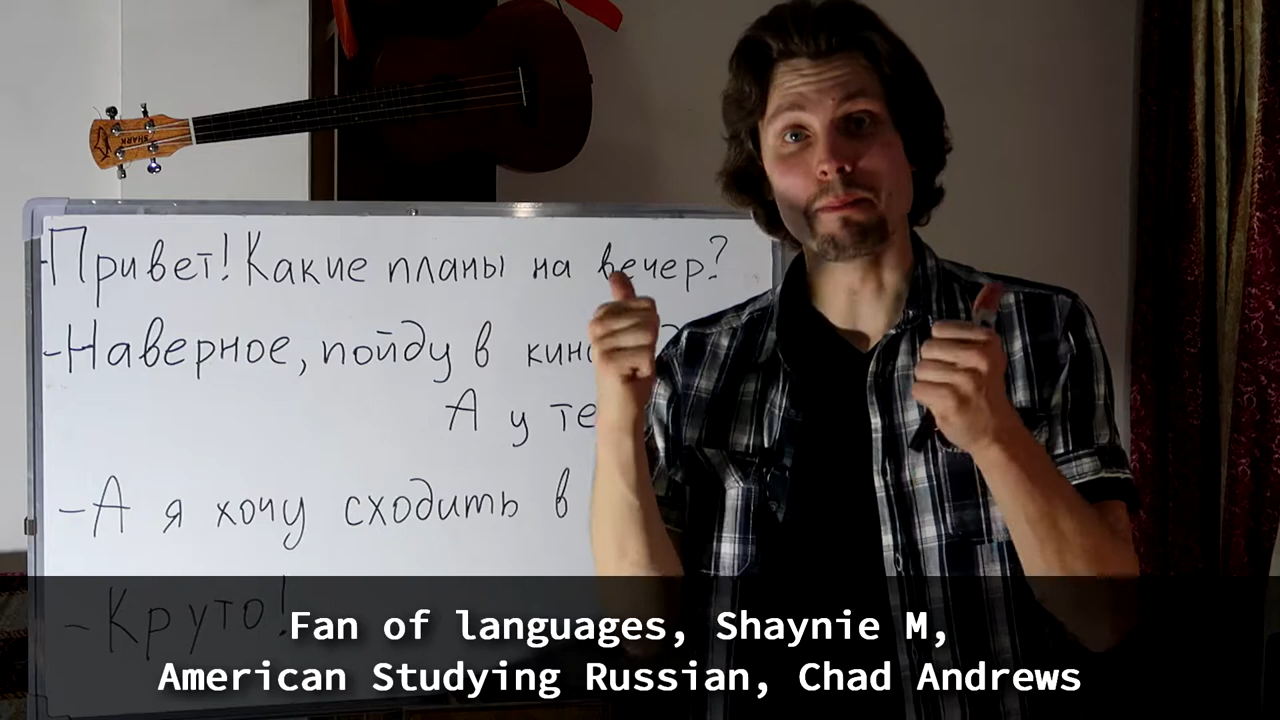 SHARK
-Привет! Какие планы на вечер?
-Наверное, пойду в кино
А у те
-А я хочу сходить в
-Круто!
Fan of languages, Shaynie M,
American Studying Russian, Chad Andrews